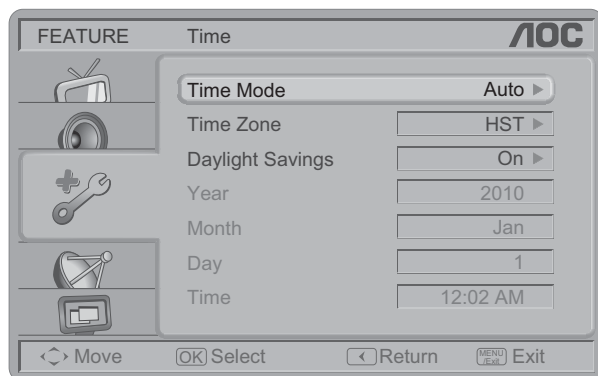 FEATURE Time AOC
Time Mode Auto
Time Zone HST
Daylight Savings On
Year 2010
Month Jan
Day 1
Time 12:02 AM
Move OK Select Return MENU /Exit Exit